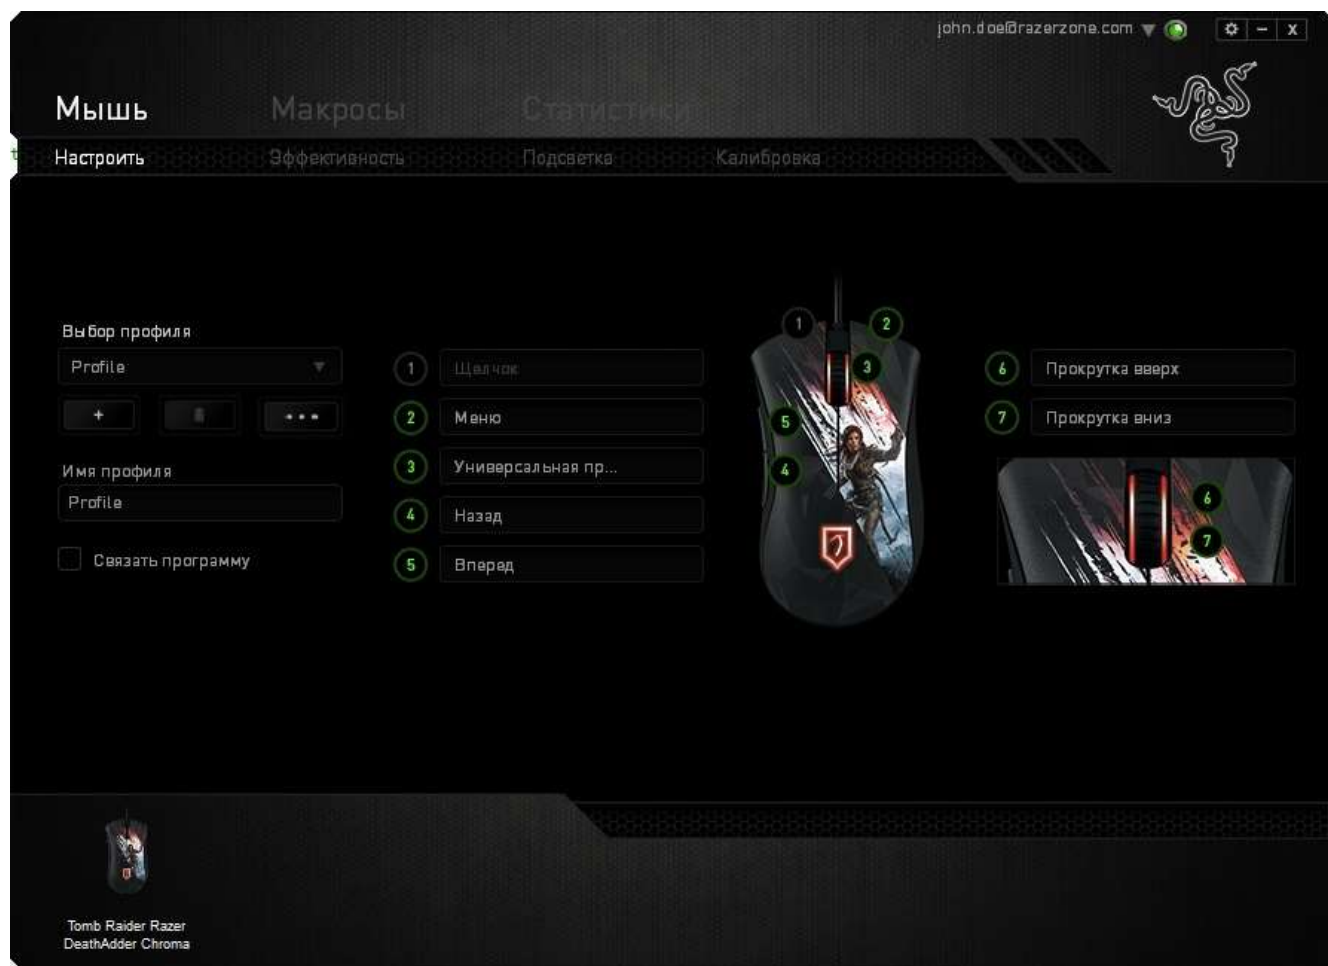 john.doe@razerzone.com
Мышь
Макросы
Статистики
Настроить
Эффективность
Подсветка
Калибровка
Выбор профиля
Profile
+
Имя профиля
Profile
Связать программу
1 Щелчок
2 Меню
3 Универсальная пр...
4 Назад
5 Вперед
1
2
3
5
4
6 Прокрутка вверх
7 Прокрутка вниз
6
7
Tomb Raider Razer
DeathAdder Chroma